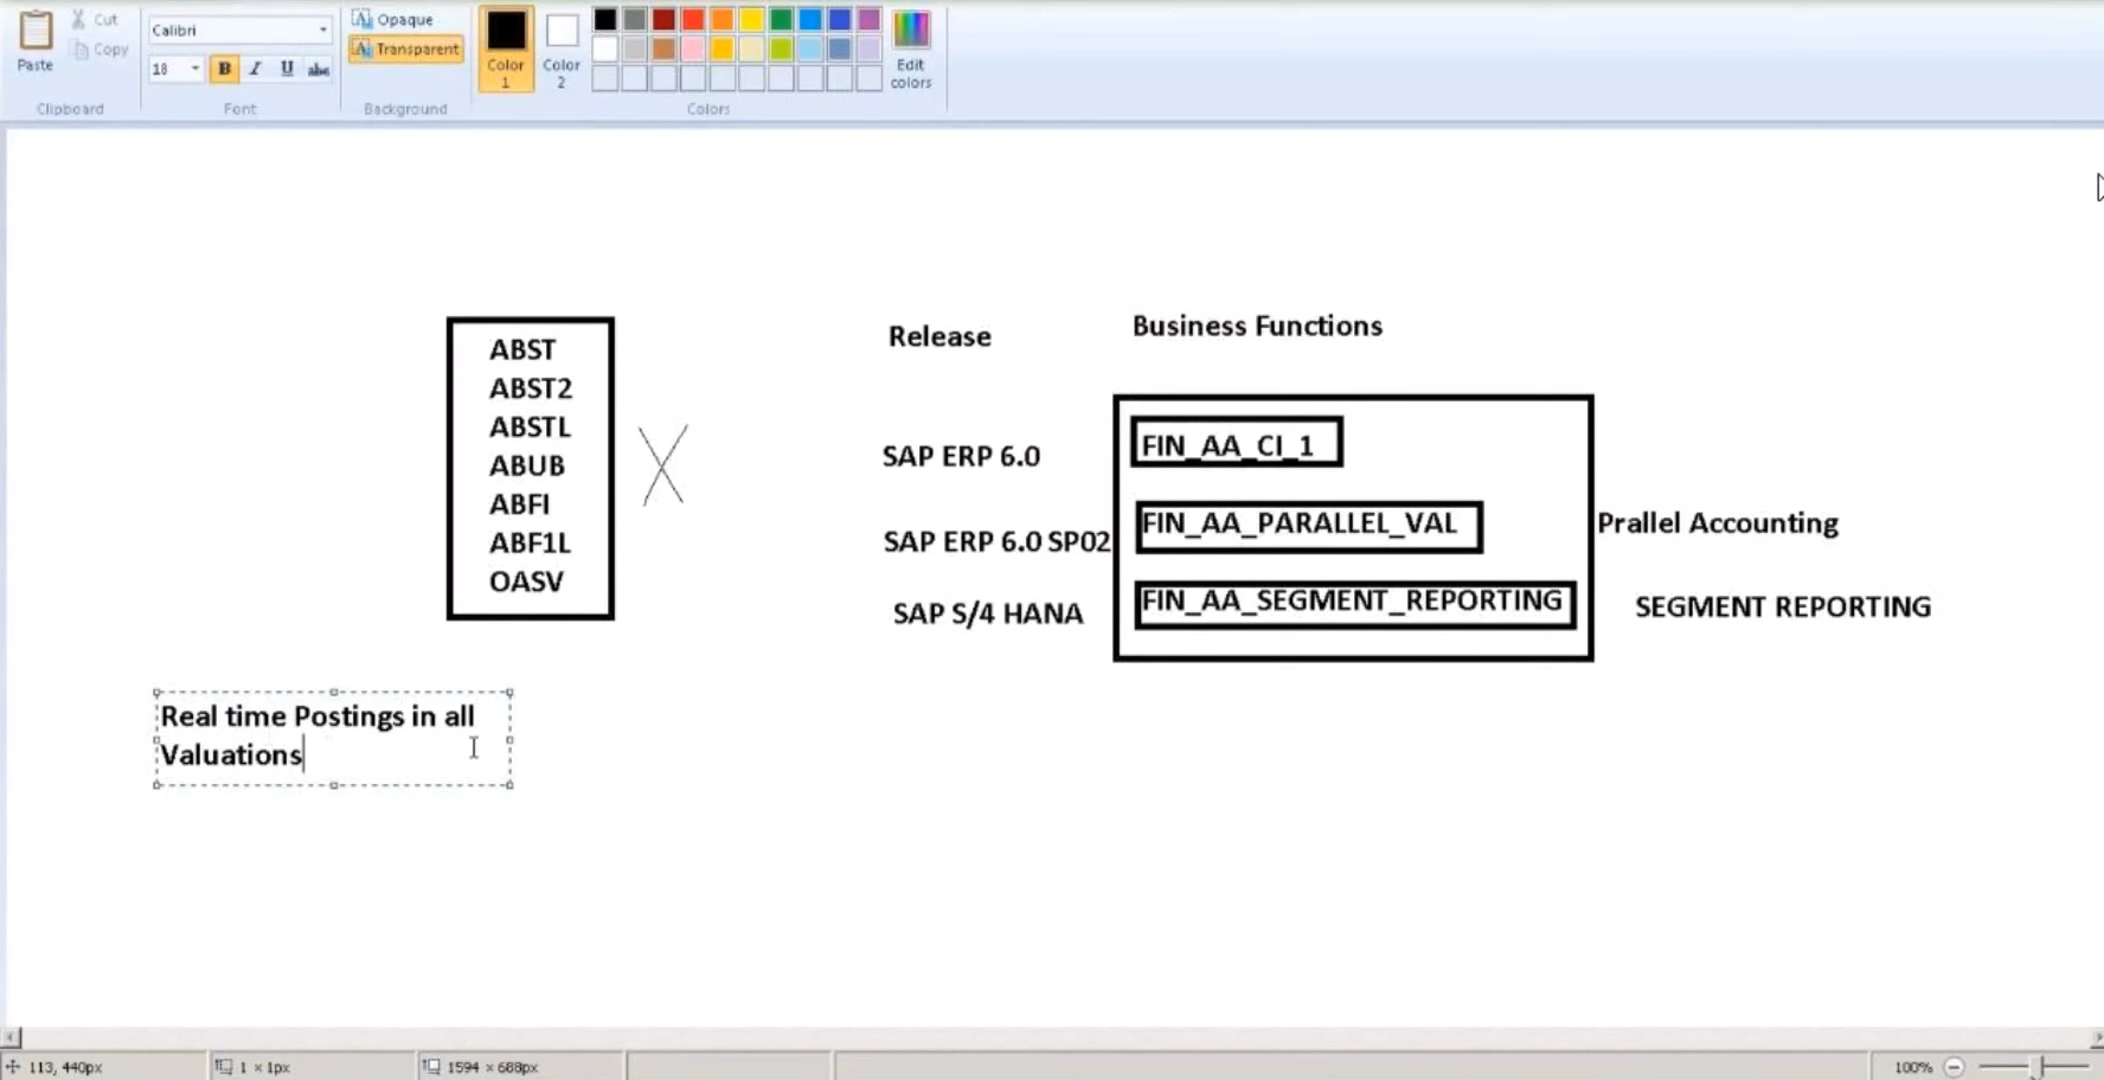 Paste
Cut
Copy
Clipboard
Calibri
18
B I U abc
Font
Opaque
Transparent
Background
Color
1
Color
2
Edit
colors
Colors
ABST
ABST2
ABSTL
ABUB
ABFI
ABF1L
OASV
Release
Business Functions
SAP ERP 6.0
FIN_AA_CI_1
SAP ERP 6.0 SP02
FIN_AA_PARALLEL_VAL
Prallel Accounting
SAP S/4 HANA
FIN_AA_SEGMENT_REPORTING
SEGMENT REPORTING
Real time Postings in all
Valuations
113, 440px
1 × 1px
1594 × 688px
100%